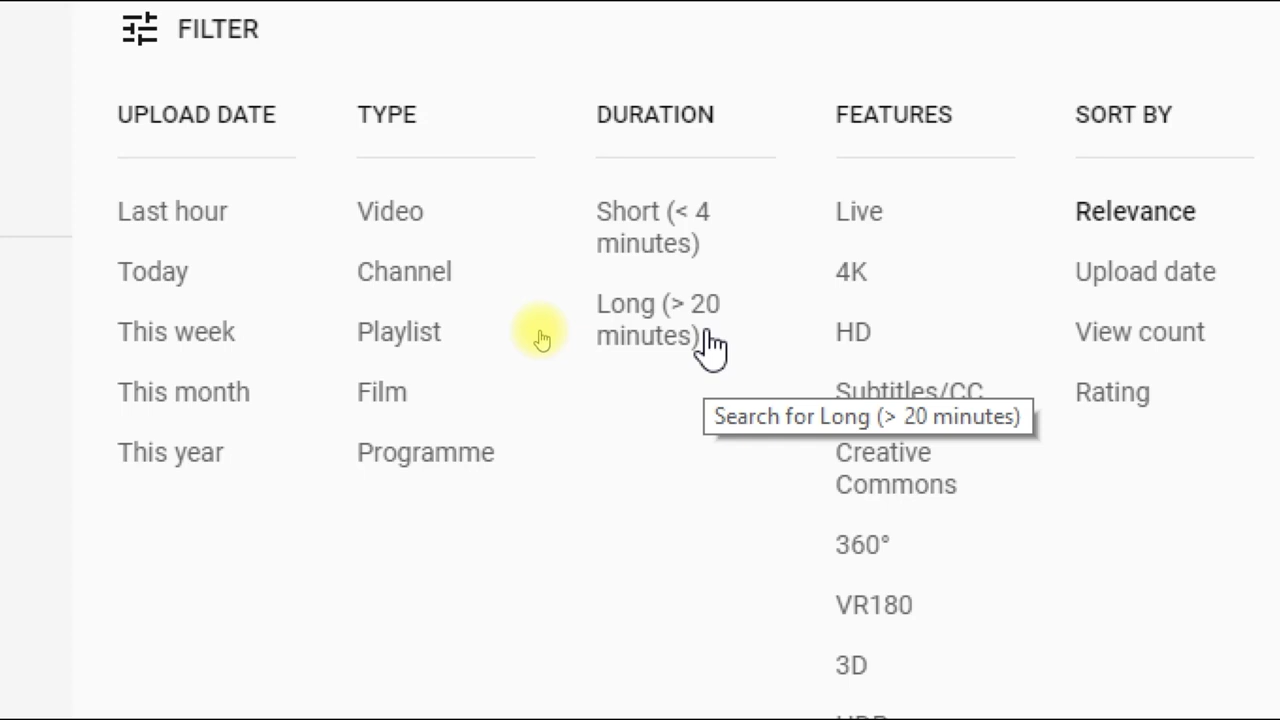 FILTER
UPLOAD DATE
Last hour
Today
This week
This month
This year
TYPE
Video
Channel
Playlist
Film
Programme
DURATION
Short (< 4
minutes)
Long (> 20
minutes)
Search for Long (> 20 minutes)
FEATURES
Live
4K
HD
Subtitles/CC
Creative
Commons
360°
VR180
3D
SORT BY
Relevance
Upload date
View count
Rating